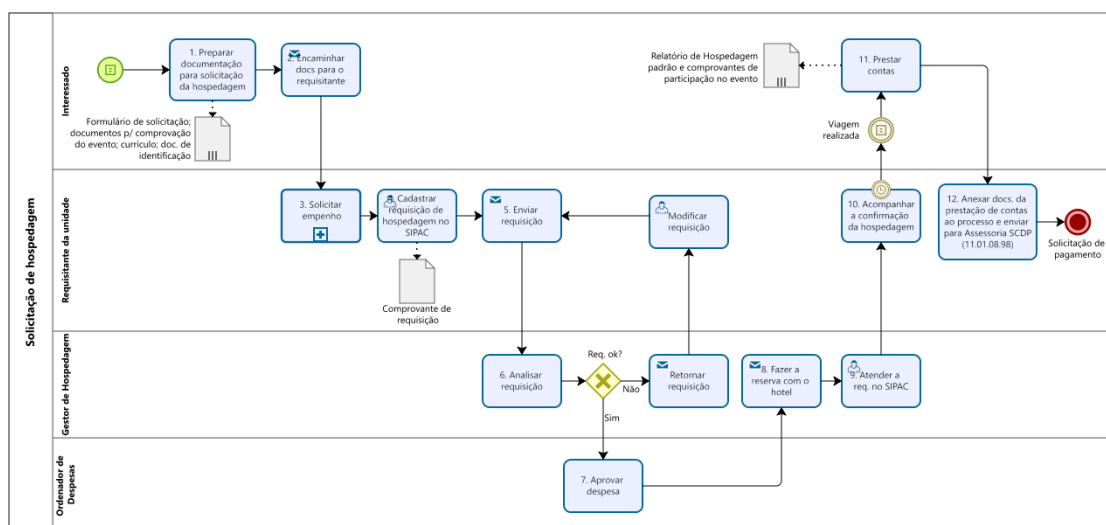 Solicitação de hospedagem
Interessado
1. Preparar
documentação
para solicitação
da hospedagem
2. Encaminhar
docs para o
requisitante
Formulário de solicitação;
documentos p/ comprovação
do evento; currículo; doc. de
identificação
Relatório de Hospedagem
padrão e comprovantes de
participação no evento
11. Prestar
contas
Viagem
realizada
Requisitante da unidade
3. Solicitar
empenho
Cadastrar
requisição de
hospedagem no
SIPAC
Comprovante de
requisição
5. Enviar
requisição
Modificar
requisição
10. Acompanhar
a confirmação
da hospedagem
12. Anexar docs. da
prestação de contas
ao processo e enviar
para Assessoria SCDP
(11.01.08.98)
Solicitação de
pagamento
Gestor de Hospedagem
6. Analisar
requisição
Req. ok?
Não
Sim
Retornar
requisição
8. Fazer a
reserva com o
hotel
9. Atender a
req. no SIPAC
Ordenador de
Despesas
7. Aprovar
despesa